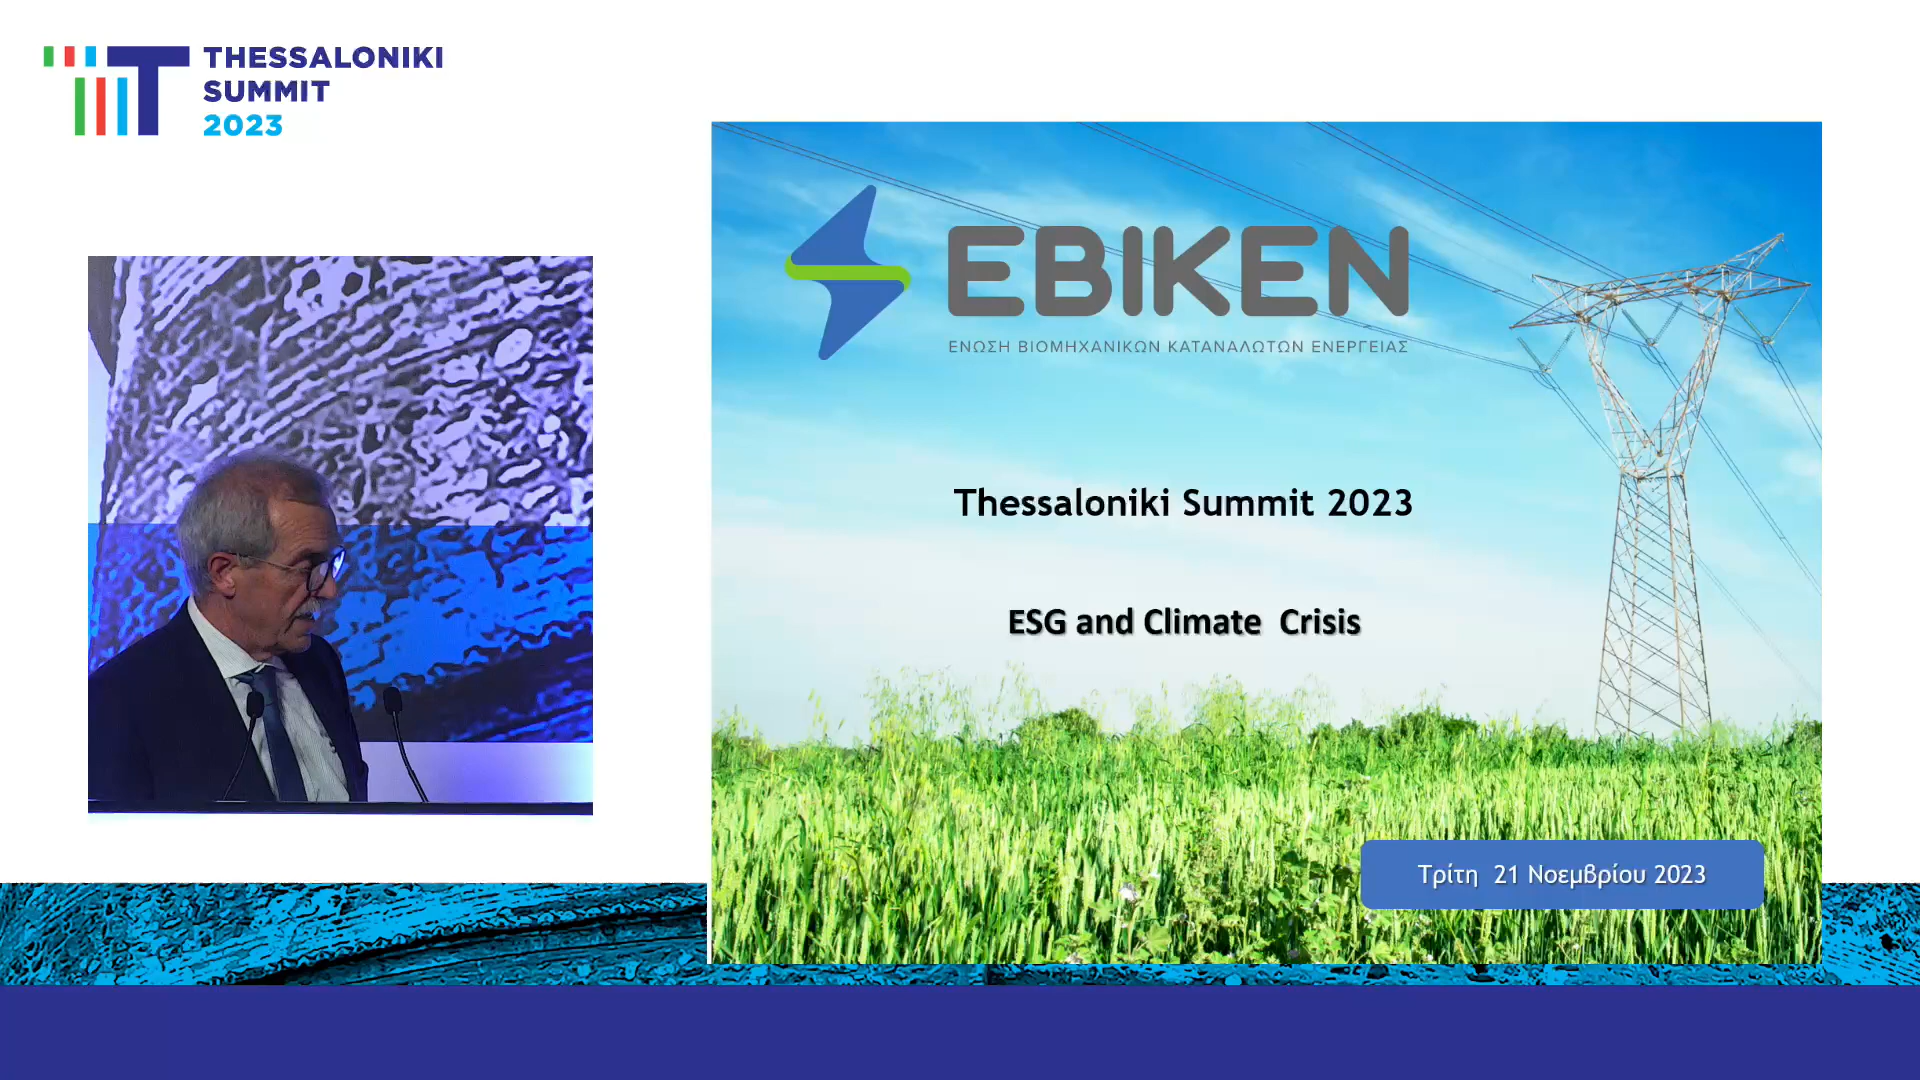 THESSALONIKI
SUMMIT
2023
EBIKEN
ΕΝΩΣΗ ΒΙΟΜΗΧΑΝΙΚΩΝ ΚΑΤΑΝΑΛΩΤΩΝ ΕΝΕΡΓΕΙΑΣ
Thessaloniki Summit 2023
ESG and Climate Crisis
Τρίτη 21 Νοεμβρίου 2023